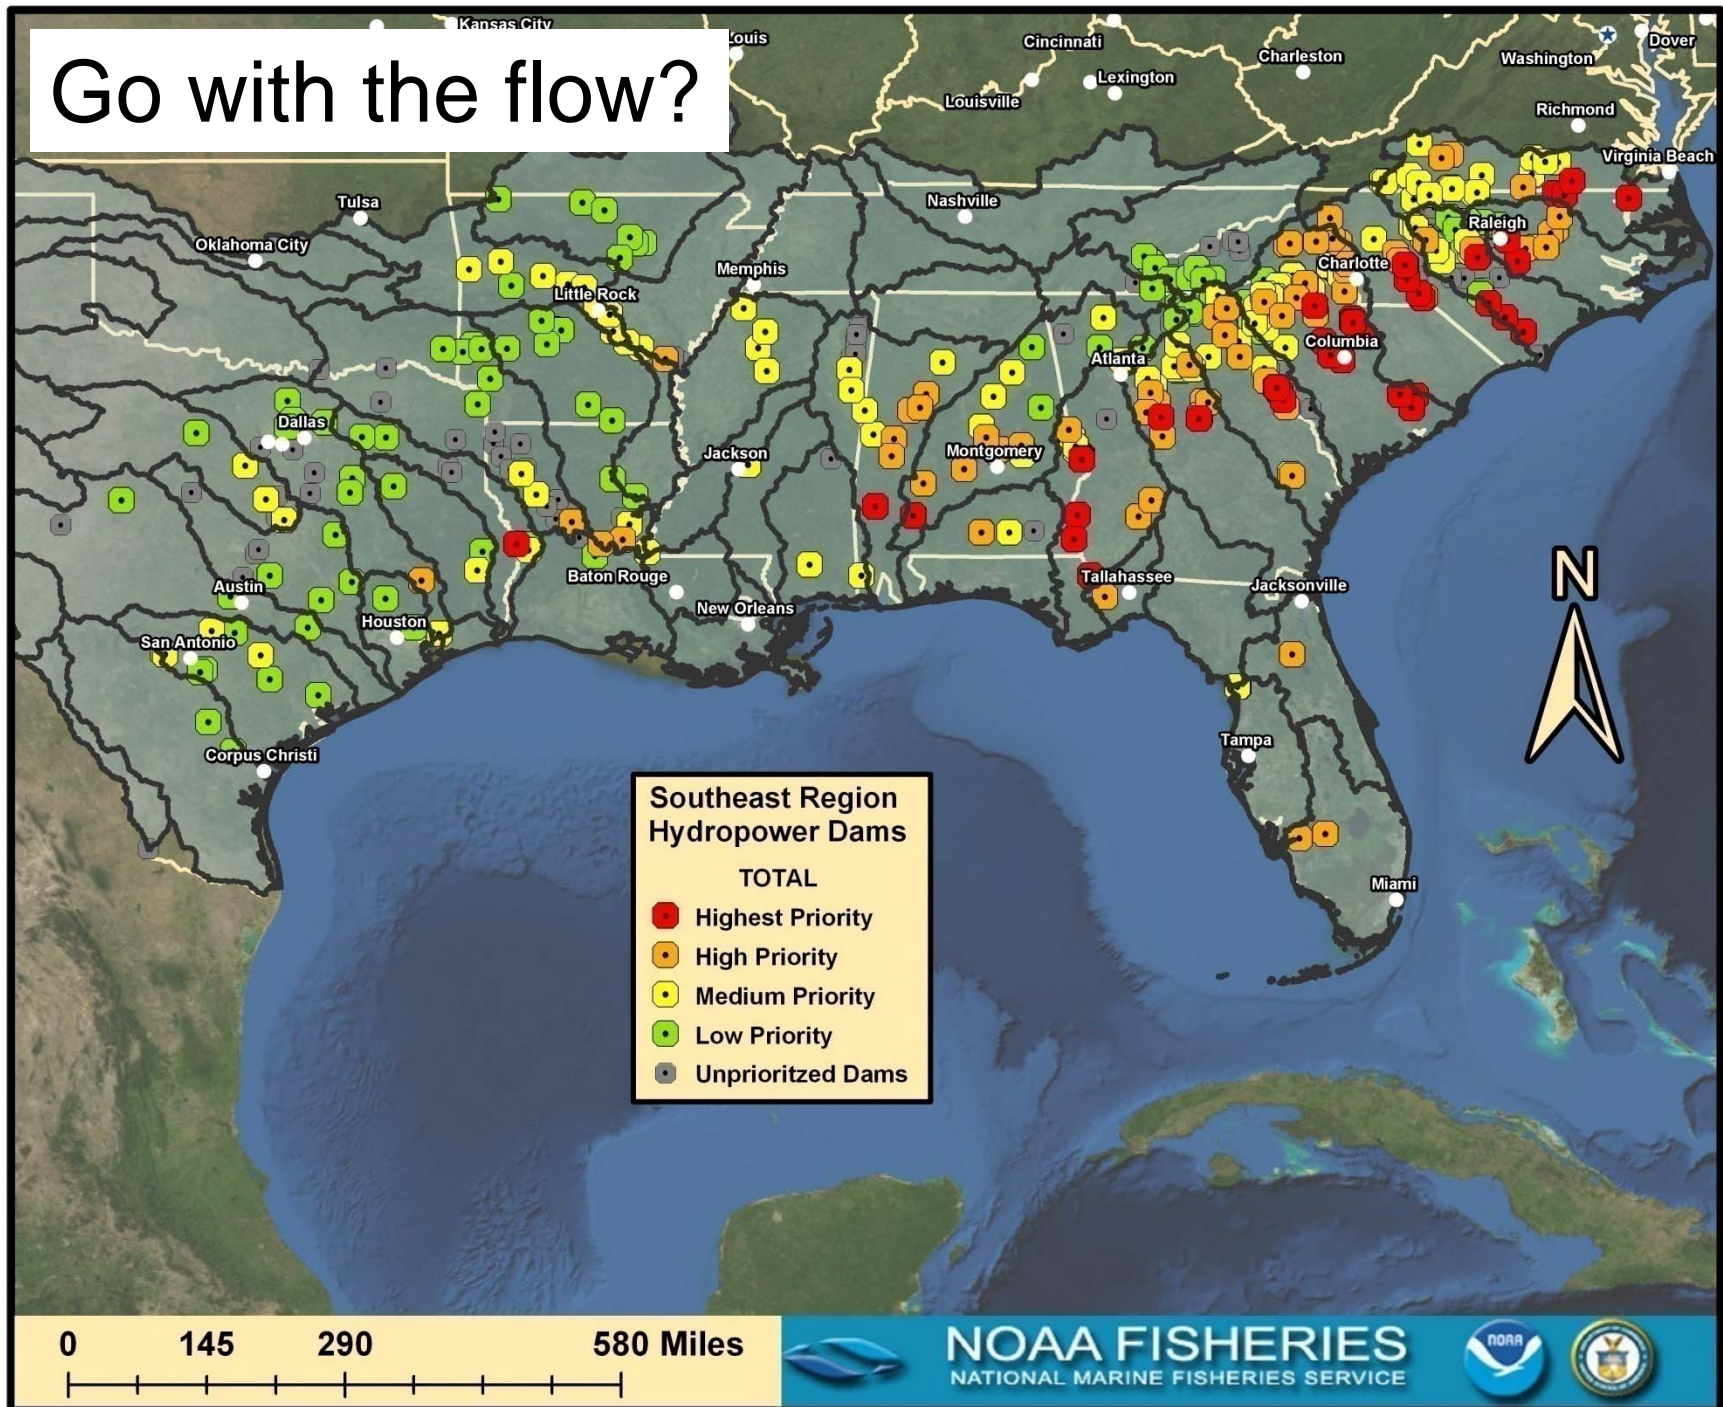 Go with the flow?
Kansas City
Louis
Cincinnati
Lexington
Louisville
Charleston
Washington
Dover
Richmond
Virginia Beach
Tulsa
Oklahoma City
Nashville
Raleigh
Memphis
Little Rock
Charlotte
Columbia
Atlanta
Dallas
Jackson
Montgomery
Austin
Houston
San Antonio
Baton Rouge
New Orleans
Tallahassee
Jacksonville
Corpus Christi
Tampa
Miami
N
Southeast Region
Hydropower Dams
TOTAL
Highest Priority
High Priority
Medium Priority
Low Priority
Unprioritzed Dams
0 145 290 580 Miles
NOAA FISHERIES
NATIONAL MARINE FISHERIES SERVICE
NOAA